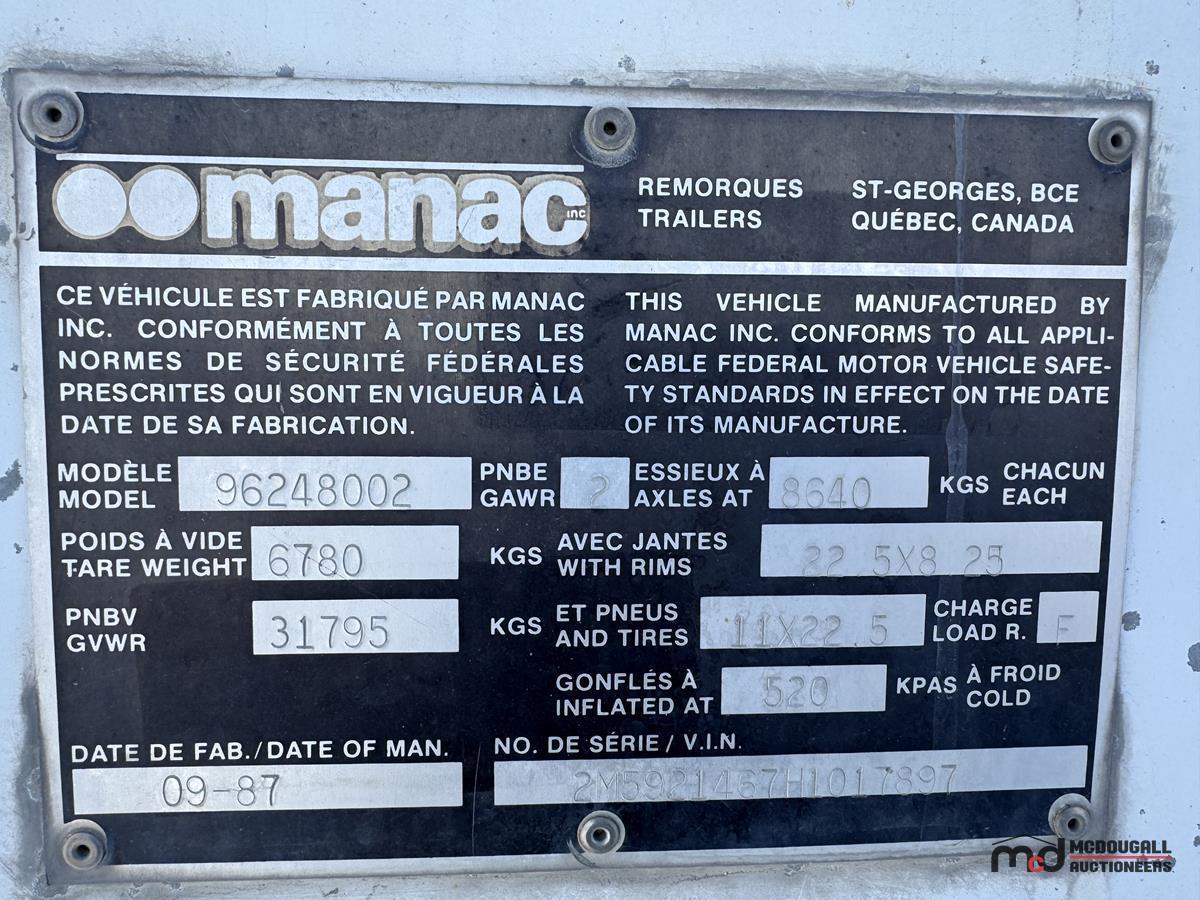 manac inc
REMORQUES ST-GEORGES, BCE
TRAILERS QUÉBEC, CANADA
CE VÉHICULE EST FABRIQUÉ PAR MANAC
INC. CONFORMÉMENT À TOUTES LES
NORMES DE SÉCURITÉ FÉDÉRALES
PRESCRITES QUI SONT EN VIGUEUR À LA
DATE DE SA FABRICATION.
THIS VEHICLE MANUFACTURED BY
MANAC INC. CONFORMS TO ALL APPLI-
CABLE FEDERAL MOTOR VEHICLE SAFE-
TY STANDARDS IN EFFECT ON THE DATE
OF ITS MANUFACTURE.
MODÈLE
MODEL
96248002
PNBE
GAWR
2
ESSIEUX À
AXLES AT
8640
KGS
CHACUN
EACH
POIDS À VIDE
TARE WEIGHT
6780
KGS
AVEC JANTES
WITH RIMS
22.5X8 25
PNBV
GVWR
31795
KGS
ET PNEUS
AND TIRES
11X22.5
CHARGE
LOAD R.
F
GONFLÉS À
INFLATED AT
520
KPAS
À FROID
COLD
DATE DE FAB./DATE OF MAN.
09-87
NO. DE SÉRIE / V.I.N.
2M5921467H1017897
mcd MCDOUGALL
AUCTIONEERS